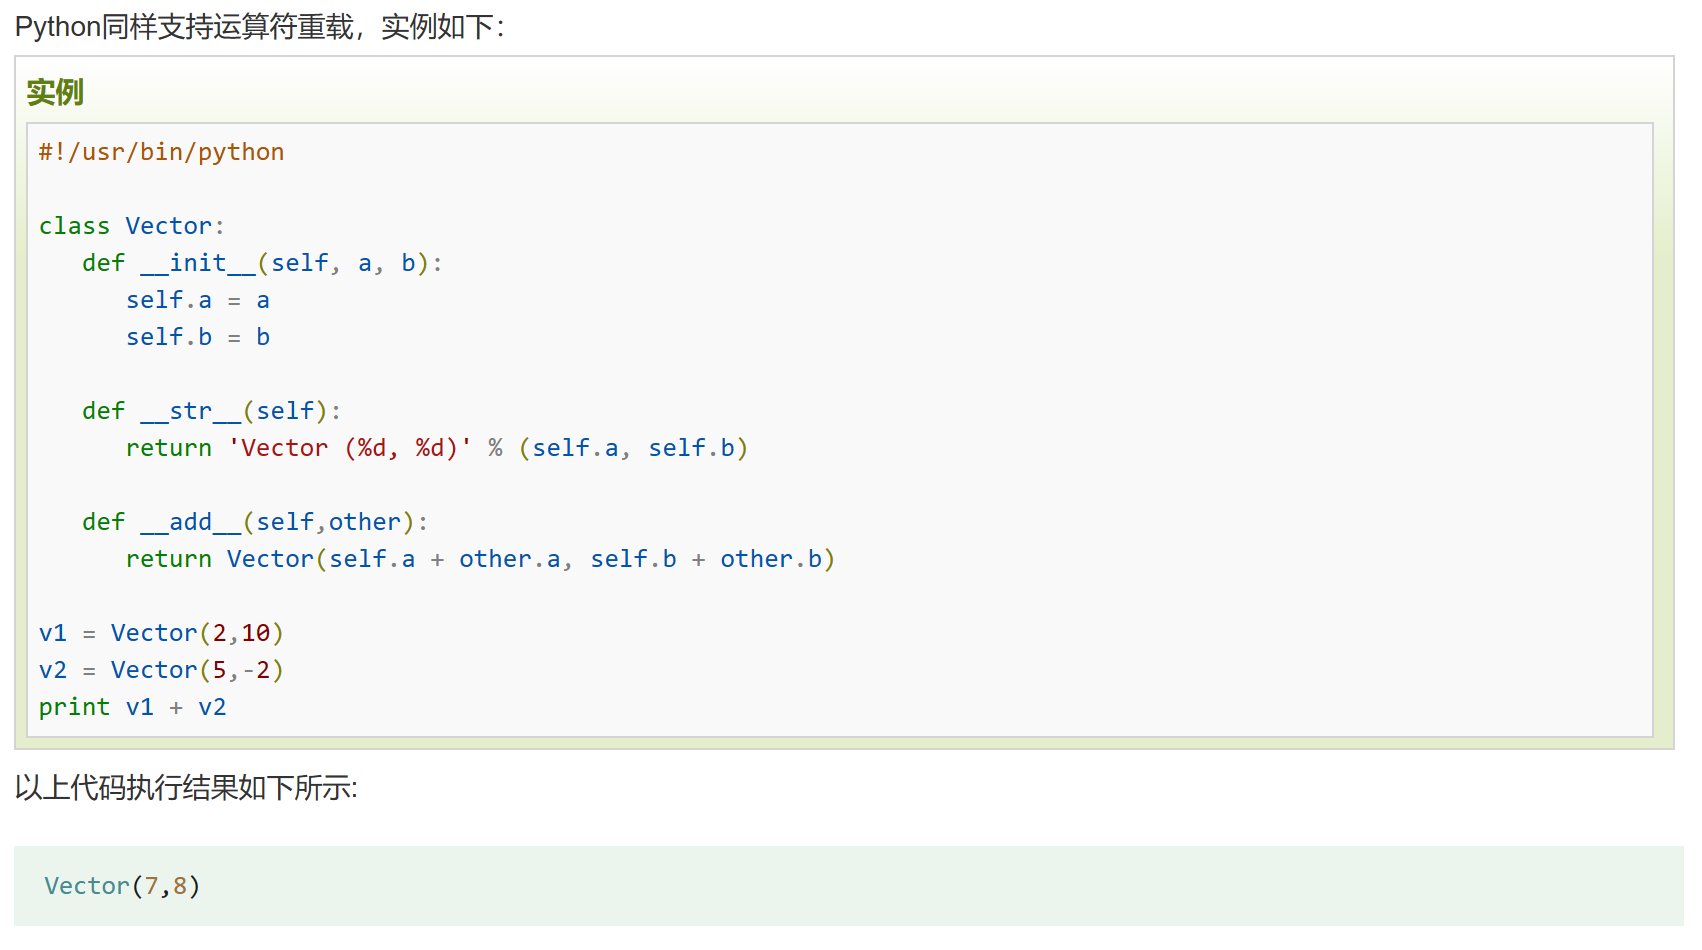 Python同样支持运算符重载，实例如下：
实例
#!/usr/bin/python
class Vector:
   def __init__(self, a, b):
      self.a = a
      self.b = b
   def __str__(self):
      return 'Vector (%d, %d)' % (self.a, self.b)
   def __add__(self,other):
      return Vector(self.a + other.a, self.b + other.b)
v1 = Vector(2,10)
v2 = Vector(5,-2)
print v1 + v2
以上代码执行结果如下所示:
Vector(7,8)